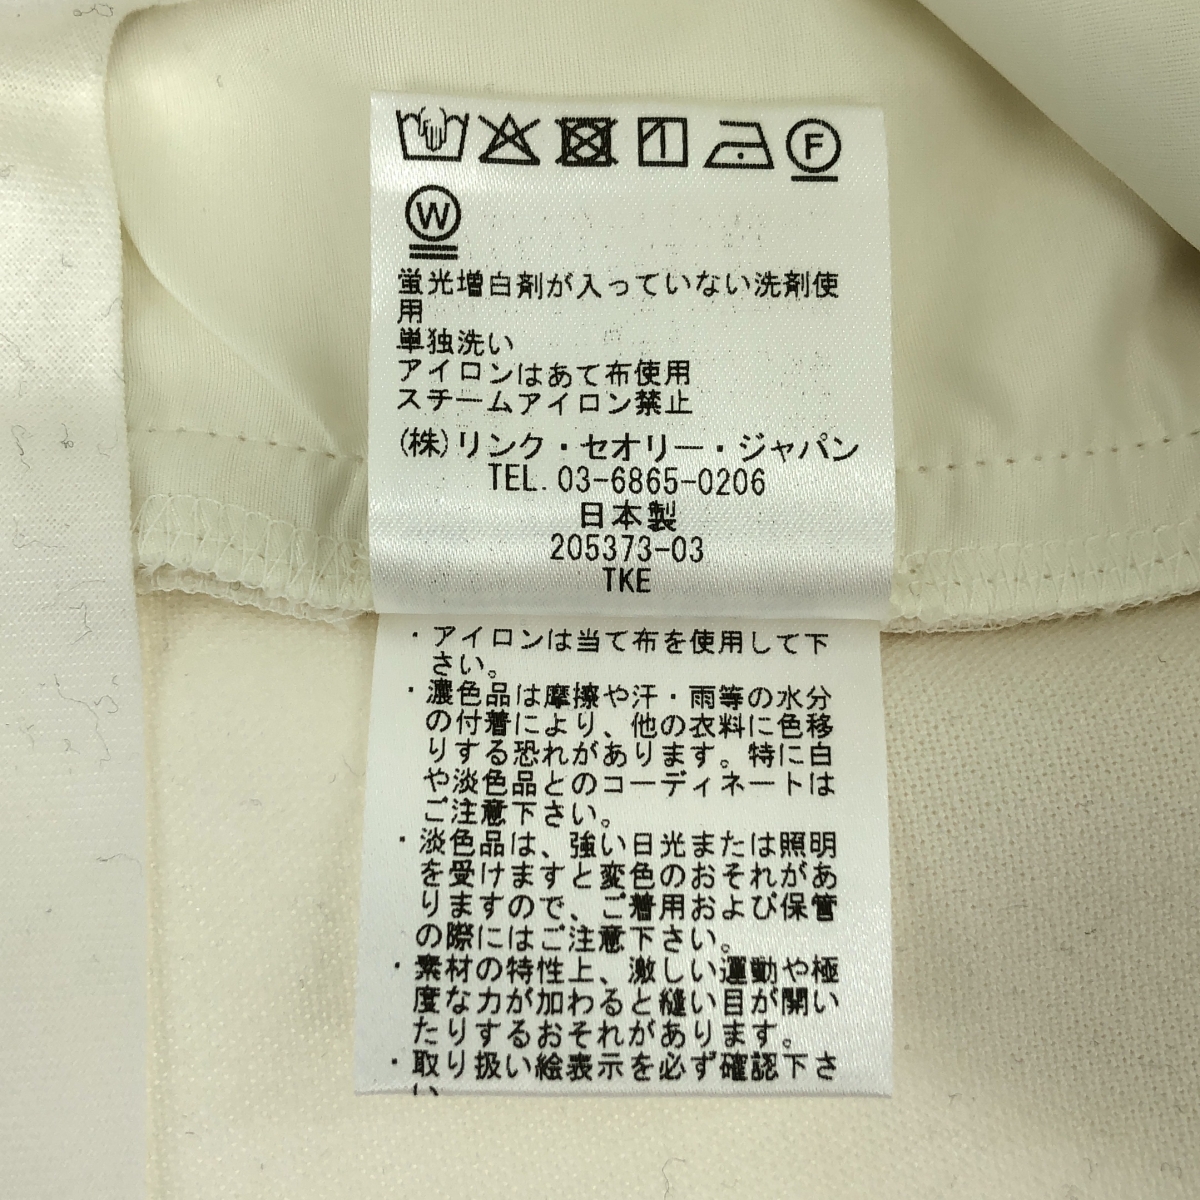 F
W
蛍光増白剤が入っていない洗剤使
用
単独洗い
アイロンはあて布使用
スチームアイロン禁止
(株)リンク・セオリー・ジャパン
TEL. 03-6865-0206
日本製
205373-03
TKE
・アイロンは当て布を使用して下
さい。
・濃色品は摩擦や汗・雨等の水分
の付着により、他の衣料に色移
りする恐れがあります。特に白
や淡色品とのコーディネートは
ご注意下さい。
・淡色品は、強い日光または照明
を受けますと変色のおそれがあ
りますので、ご着用および保管
の際にはご注意下さい。
・素材の特性上、激しい運動や極
度な力が加わると縫い目が開い
たりするおそれがあります。
・取り扱い絵表示を必ず確認下さ
い